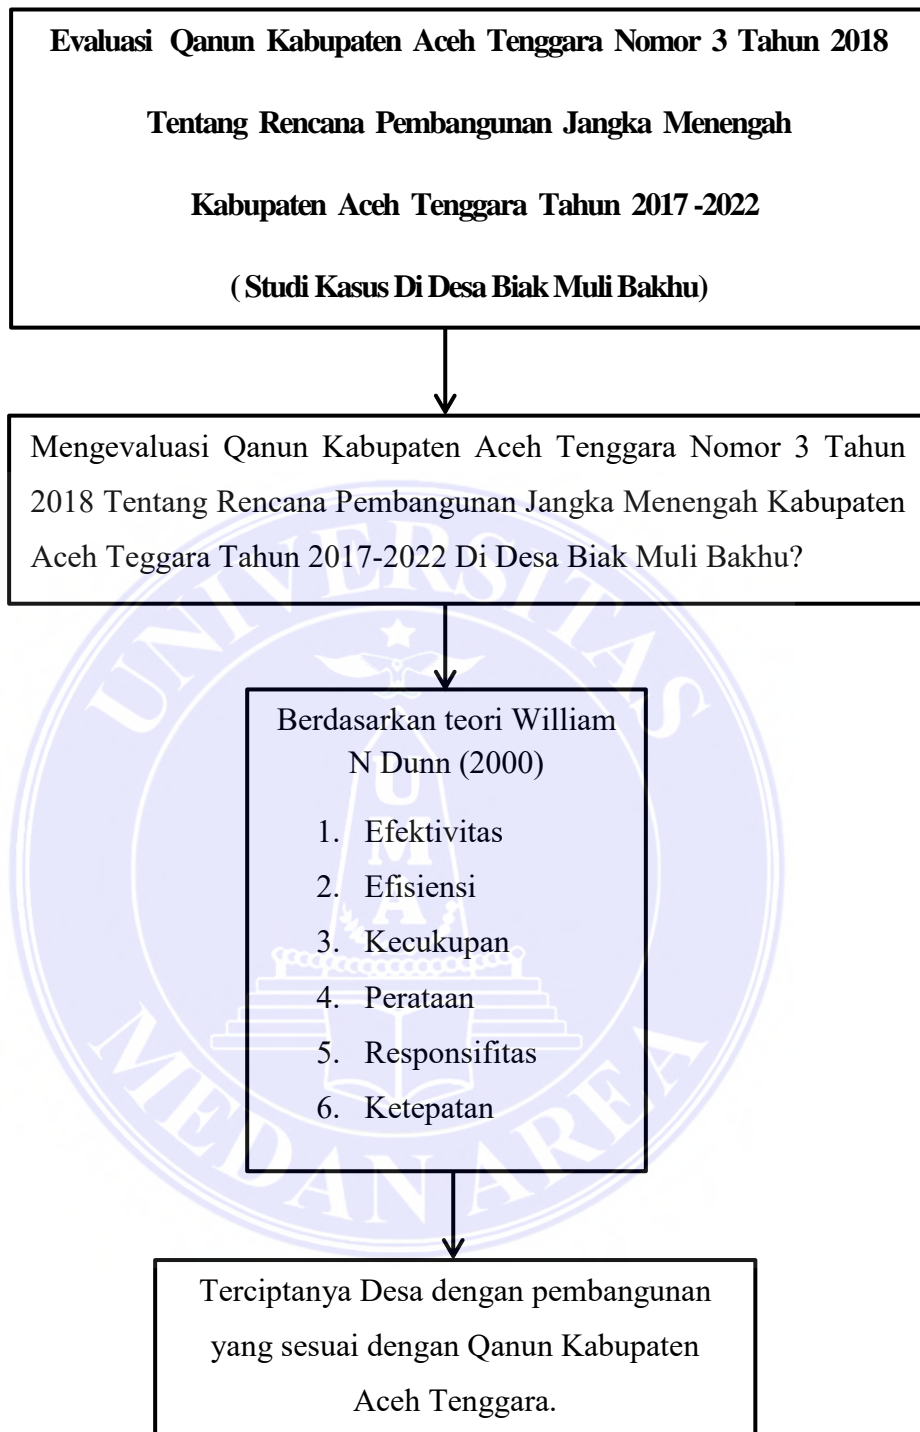 Evaluasi Qanun Kabupaten Aceh Tenggara Nomor 3 Tahun 2018
Tentang Rencana Pembangunan Jangka Menengah
Kabupaten Aceh Tenggara Tahun 2017 -2022
( Studi Kasus Di Desa Biak Muli Bakhu)
Mengevaluasi Qanun Kabupaten Aceh Tenggara Nomor 3 Tahun
2018 Tentang Rencana Pembangunan Jangka Menengah Kabupaten
Aceh Teggara Tahun 2017-2022 Di Desa Biak Muli Bakhu?
UNIVERSITAS
Berdasarkan teori William
N Dunn (2000)
1. Efektivitas
2. Efisiensi
3. Kecukupan
4. Perataan
5. Responsifitas
6. Ketepatan
U
M
A
MEDAN AREA
Terciptanya Desa dengan pembangunan
yang sesuai dengan Qanun Kabupaten
Aceh Tenggara.